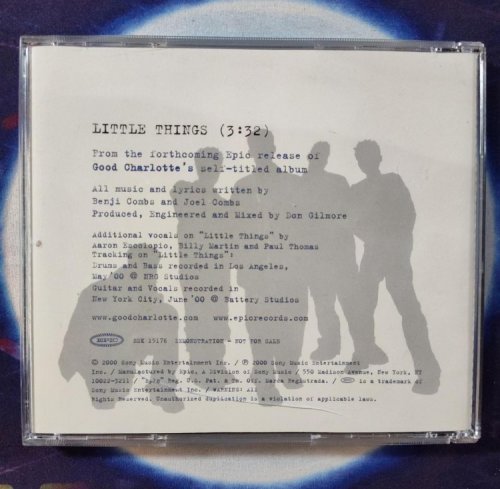 LITTLE THINGS (3:32)
From the forthcoming Epic release of
Good Charlotte's self-titled album
All music and lyrics written by
Benji Combs and Joel Combs
Produced, Engineered and Mixed by Don Gilmore
Additional vocals on "Little Things" by
Aaron Escolopio, Billy Martin and Paul Thomas
Tracking on "Little Things":
Drums and Bass recorded in Los Angeles,
May'00 @ NRG Studios
Guitar and Vocals recorded in
New York City, June'00 @ Battery Studios
www.goodcharlotte.com www.epicrecords.com
epic 15176 DEMONSTRATION - NOT FOR SALE
© 2000 Sony Music Entertainment Inc. / ℗ 2000 Sony Music Entertainment
Inc. / Manufactured by Epic, A Division of Sony Music / 550 Madison Avenue, New York, NY
10022-3211 / "Epic" Reg. U.S. Pat. & Tm. Off. Marca Registrada. / is a trademark of
Sony Music Entertainment Inc. / WARNING: All
Rights Reserved. Unauthorized duplication is a violation of applicable laws.